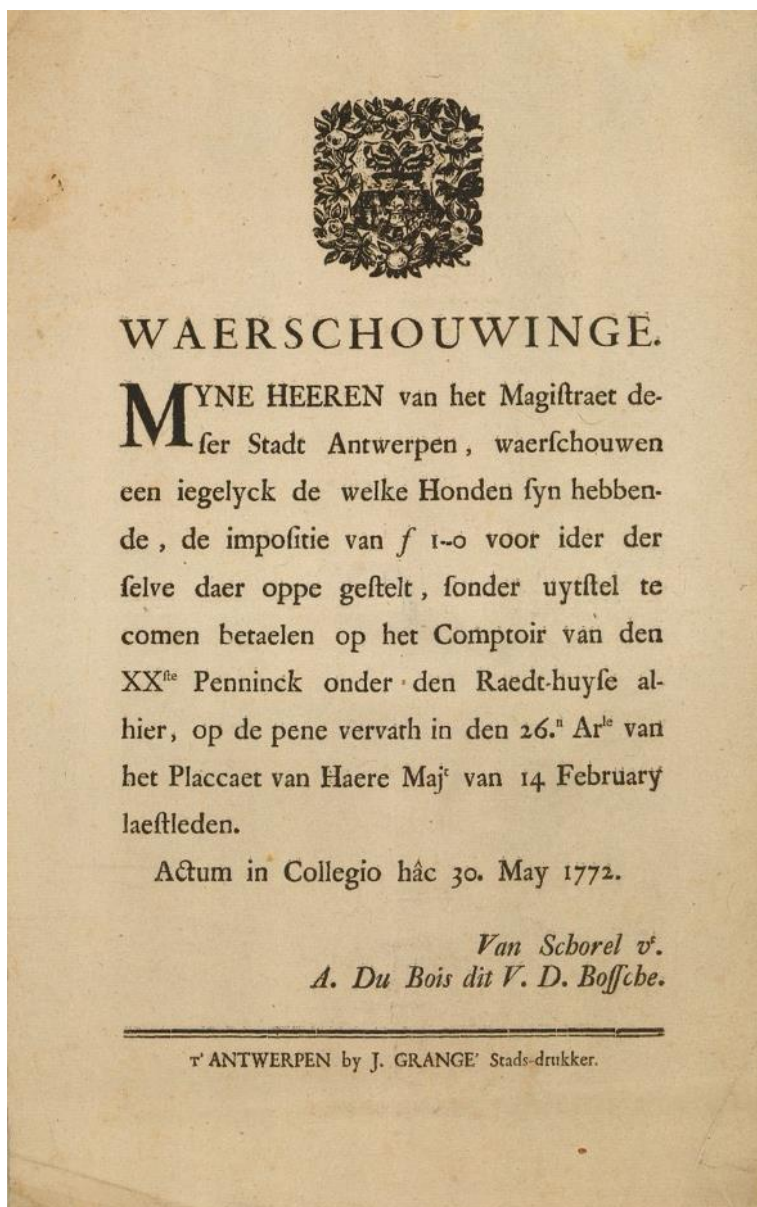 WAERSCHOUWINGE.
MYNE HEEREN van het Magiſtraet de-
ſer Stadt Antwerpen, waerſchouwen
een iegelyck de welke Honden ſyn hebben-
de, de impoſitie van f 1-0 voor ider der
ſelve daer oppe geſtelt, ſonder uytſtel te
comen betaelen op het Comptoir van den
XXſte Penninck onder den Raedt-huyſe al-
hier, op de pene vervath in den 26.n Arle van
het Placcaet van Haere Majt van 14 February
laeſtleden.
Actum in Collegio hâc 30. May 1772.
Van Schorel vt.
A. Du Bois dit V. D. Boſſche.
T' ANTWERPEN by J. GRANGE' Stads-drukker.